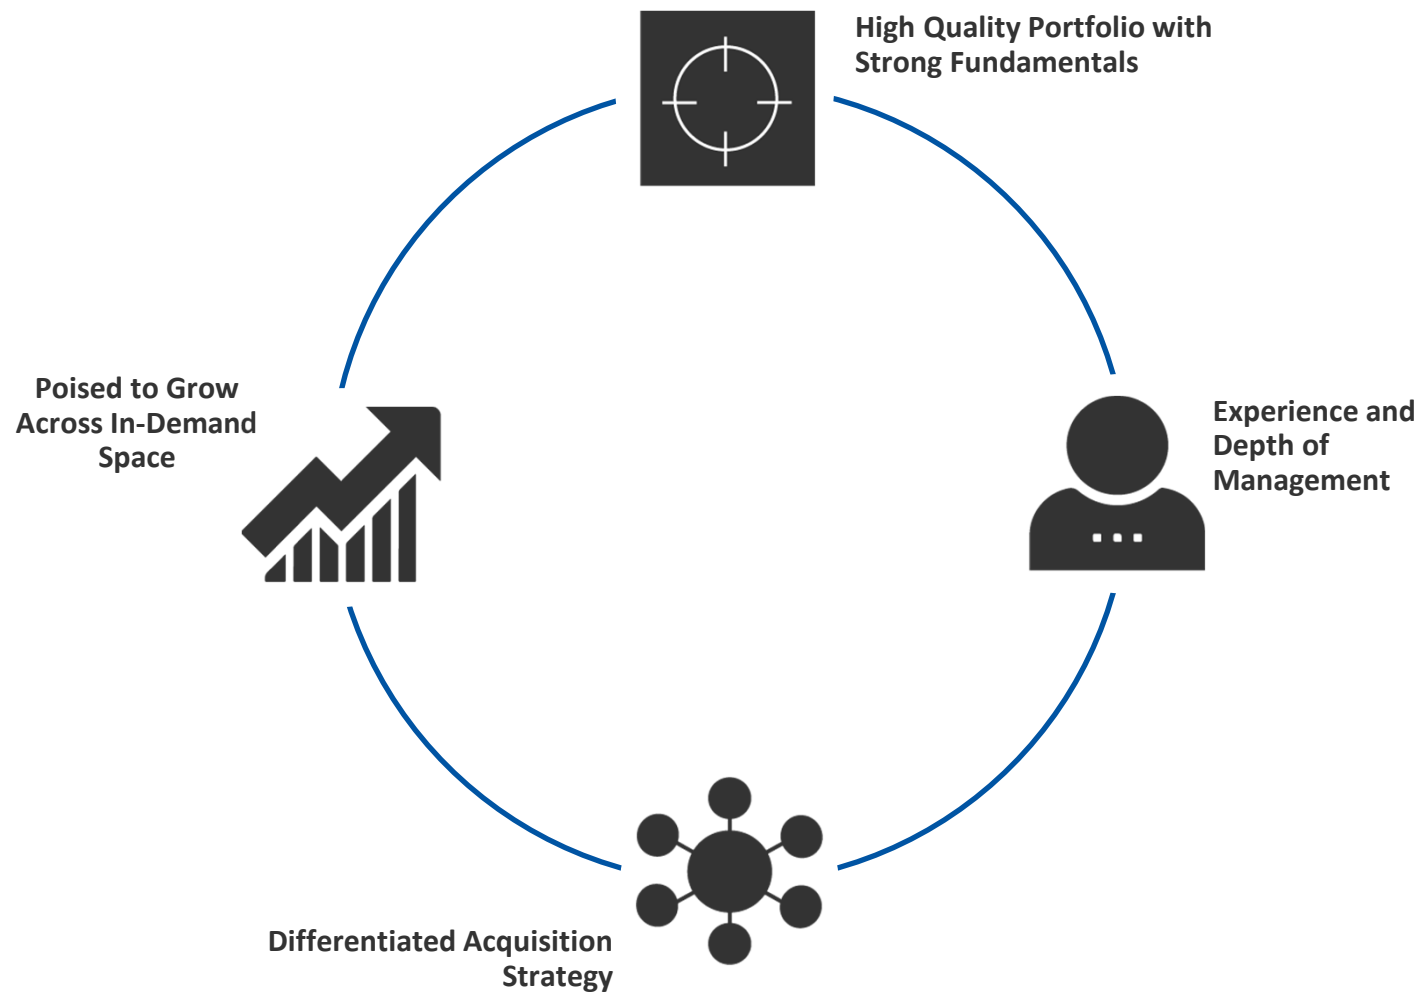 High Quality Portfolio with
Strong Fundamentals
Poised to Grow
Across In-Demand
Space
Experience and
Depth of
Management
Differentiated Acquisition
Strategy